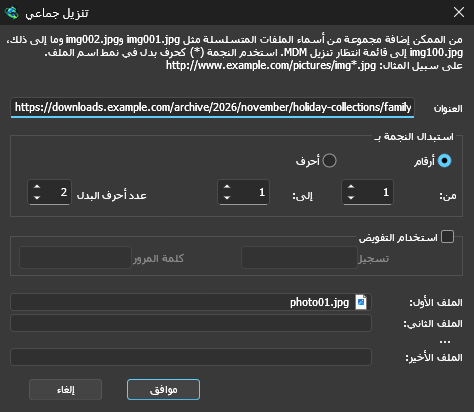 تنزيل جماعي
من الممكن إضافة مجموعة من أسماء الملفات المتسلسلة مثل img001.jpg وimg002.jpg وما إلى ذلك،
img100.jpg إلى قائمة انتظار تنزيل MDM. استخدم النجمة (*) كحرف بدل في نمط اسم الملف.
على سبيل المثال: http://www.example.com/pictures/img*.jpg
العنوان https://downloads.example.com/archive/2026/november/holiday-collections/family
استبدال النجمة بـ
أرقام أحرف
من: 1 إلى: 1 عدد أحرف البدل 2
استخدام التفويض
تسجيل كلمة المرور
الملف الأول: photo01.jpg
الملف الثاني:
...
الملف الأخير:
موافق إلغاء